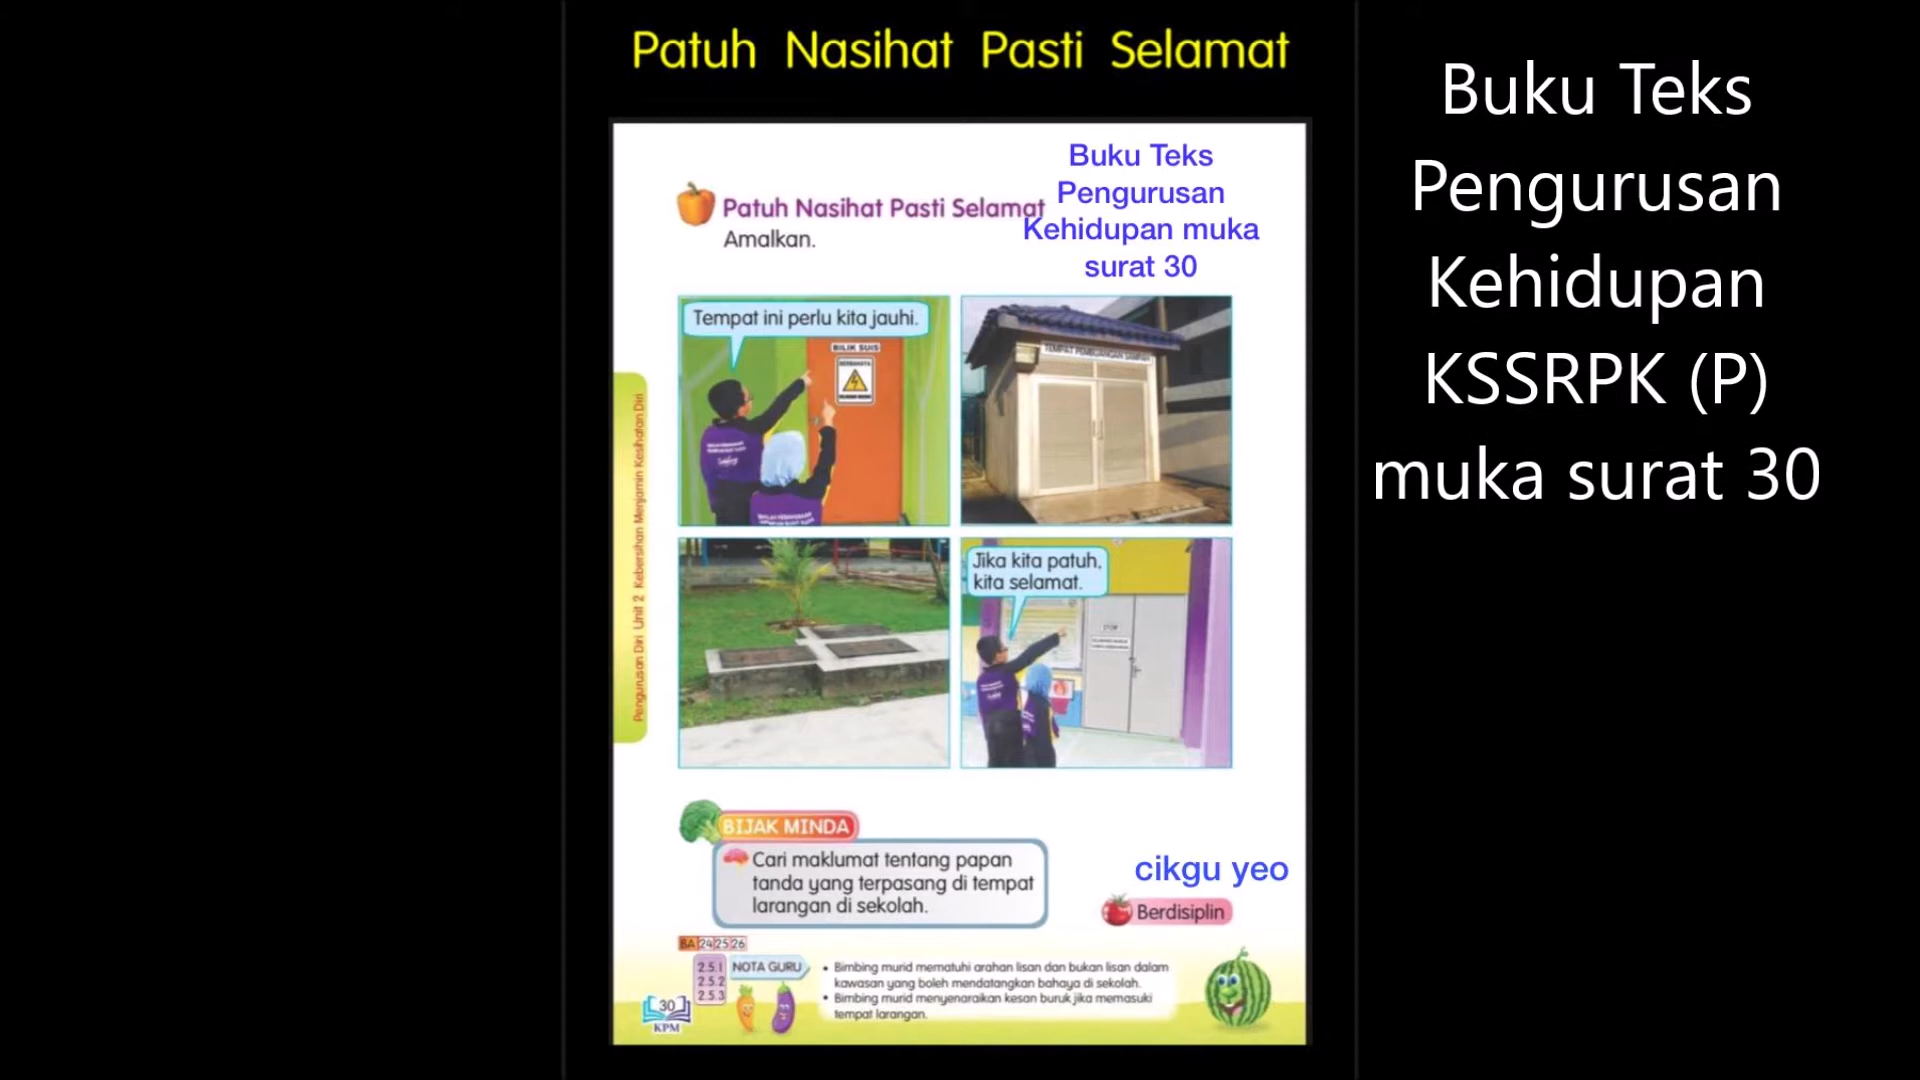 Patuh Nasihat Pasti Selamat
Buku Teks
Pengurusan
Kehidupan
KSSRPK (P)
muka surat 30
Buku Teks
Pengurusan
Kehidupan muka
surat 30
Patuh Nasihat Pasti Selamat
Amalkan.
Tempat ini perlu kita jauhi.
BILIK SUIS
BERBAHAYA
TEMPAT PEMBUANGAN SAMPAH
Jika kita patuh,
kita selamat.
STOP
Pengurusan Diri Unit 2 Kebersihan Menjamin Kesihatan Diri
BIJAK MINDA
Cari maklumat tentang papan
tanda yang terpasang di tempat
larangan di sekolah.
cikgu yeo
Berdisiplin
BA 24 25 26
2.5.1
2.5.2
2.5.3
NOTA GURU
• Bimbing murid mematuhi arahan lisan dan bukan lisan dalam
kawasan yang boleh mendatangkan bahaya di sekolah.
• Bimbing murid menyenaraikan kesan buruk jika memasuki
tempat larangan.
30
KPM